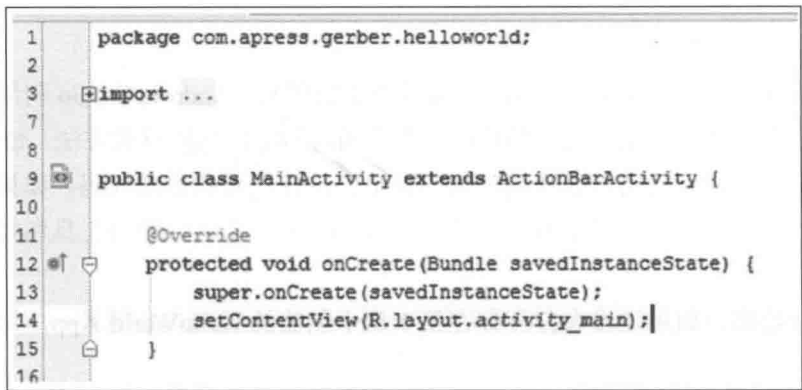 1 package com.apress.gerber.helloworld;
2
3 import ...
7
8
9 public class MainActivity extends ActionBarActivity {
10
11 @Override
12 protected void onCreate(Bundle savedInstanceState) {
13 super.onCreate(savedInstanceState);
14 setContentView(R.layout.activity_main);
15 }
16